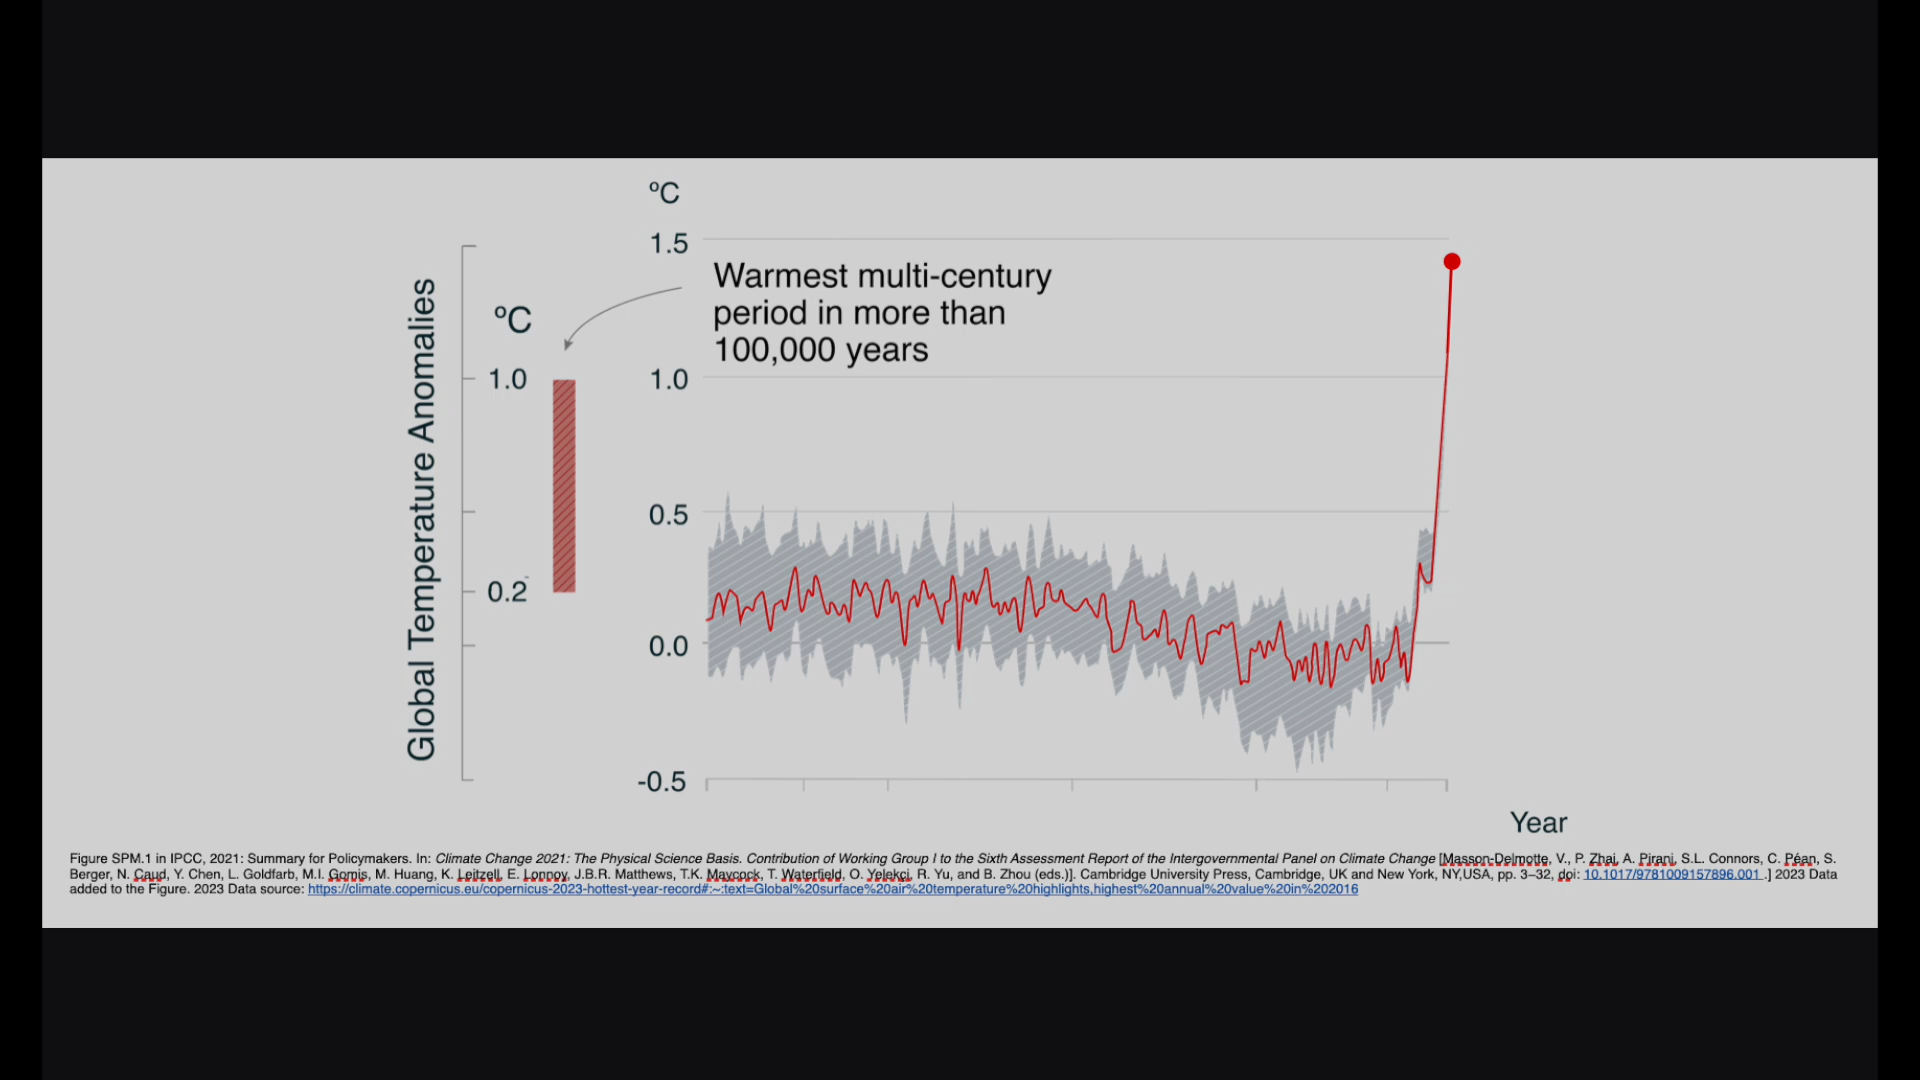 ºC
1.5
Warmest multi-century
period in more than
100,000 years
Global Temperature Anomalies
ºC
1.0
0.2
1.0
0.5
0.0
-0.5
Year
Figure SPM.1 in IPCC, 2021: Summary for Policymakers. In: Climate Change 2021: The Physical Science Basis. Contribution of Working Group I to the Sixth Assessment Report of the Intergovernmental Panel on Climate Change [Masson-Delmotte, V., P. Zhai, A. Pirani, S.L. Connors, C. Péan, S.
Berger, N. Caud, Y. Chen, L. Goldfarb, M.I. Gomis, M. Huang, K. Leitzell, E. Lonnoy, J.B.R. Matthews, T.K. Maycock, T. Waterfield, O. Yelekçi, R. Yu, and B. Zhou (eds.)]. Cambridge University Press, Cambridge, UK and New York, NY,USA, pp. 3–32, doi: 10.1017/9781009157896.001 .] 2023 Data
added to the Figure. 2023 Data source: https://climate.copernicus.eu/copernicus-2023-hottest-year-record#:~:text=Global%20surface%20air%20temperature%20highlights,highest%20annual%20value%20in%202016